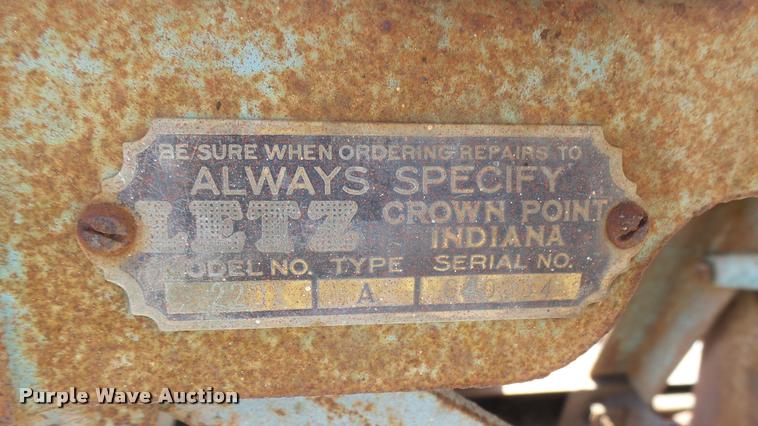 BE SURE WHEN ORDERING REPAIRS TO
ALWAYS SPECIFY
LETZ CROWN POINT
INDIANA
MODEL NO. TYPE SERIAL NO.
A
Purple Wave Auction